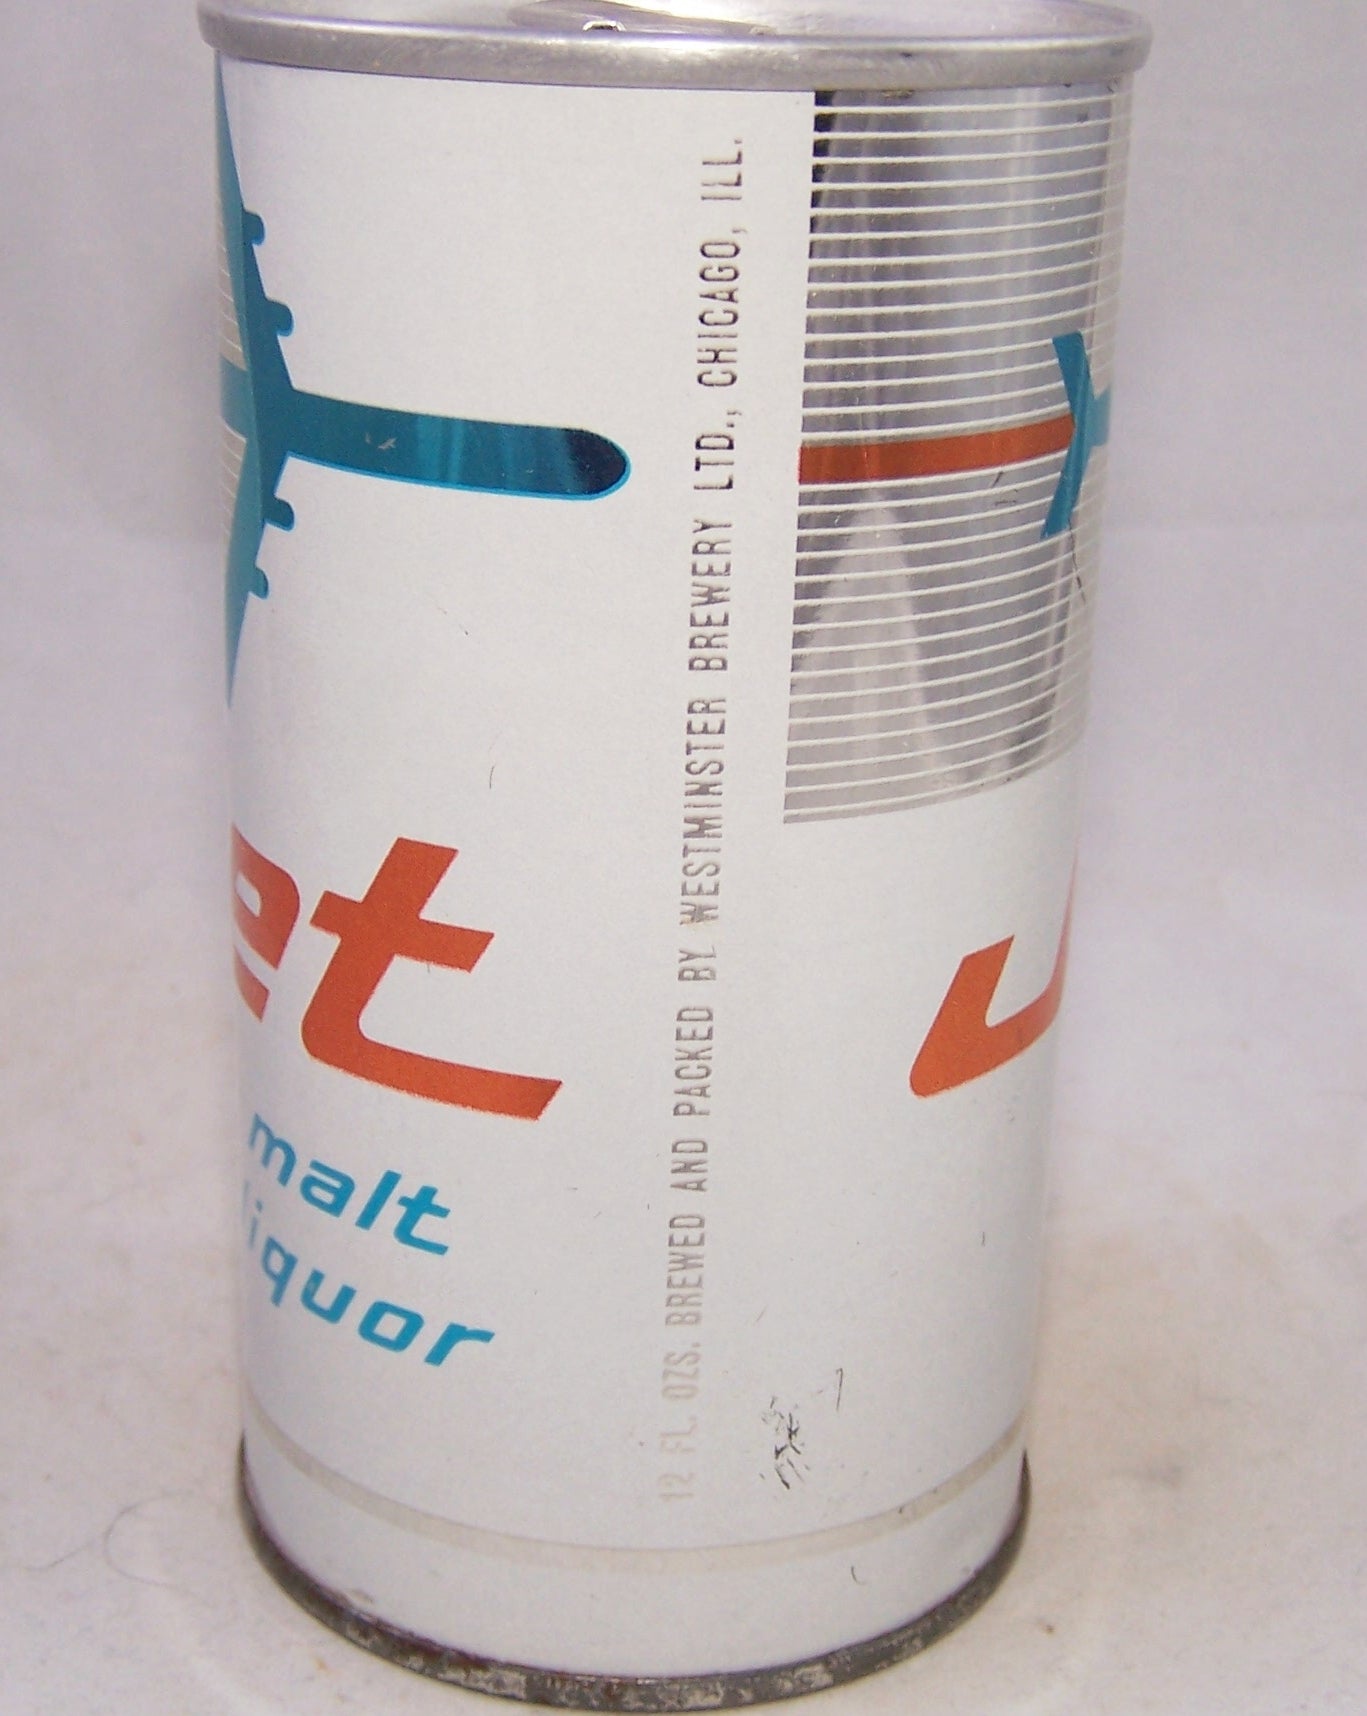 et
malt
liquor
12 FL. OZS. BREWED AND PACKED BY WESTMINSTER BREWERY LTD., CHICAGO, ILL.
J